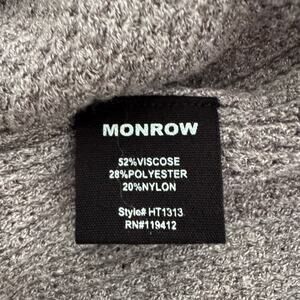 MONROW
52%VISCOSE
28%POLYESTER
20%NYLON
Style# HT1313
RN#119412